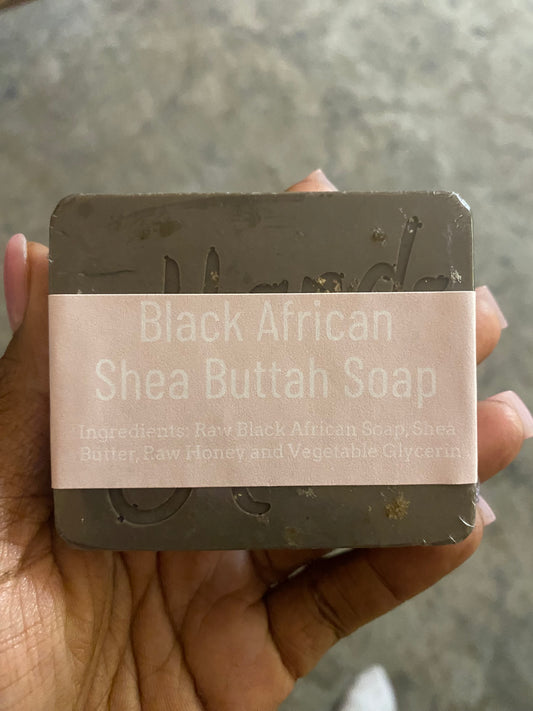 Black African
Shea Buttah Soap
Ingredients: Raw Black African Soap, Shea
Butter, Raw Honey and Vegetable Glycerin